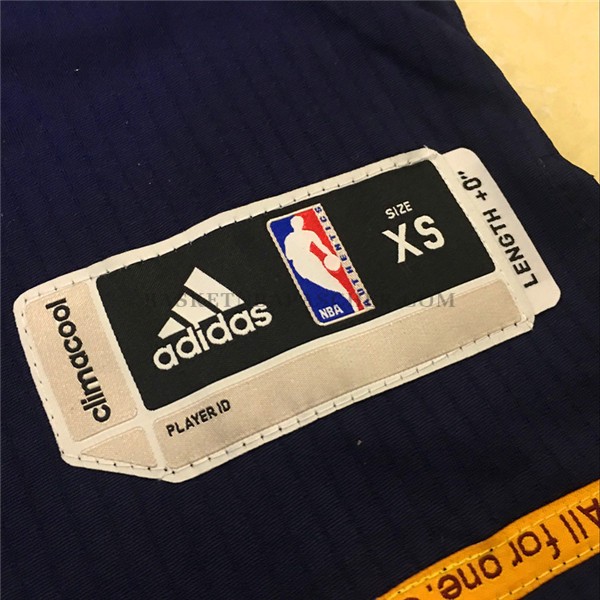 climacool
adidas
NBA
AUTHENTICS
SIZE
XS
LENGTH +0"
PLAYER ID
All for one.